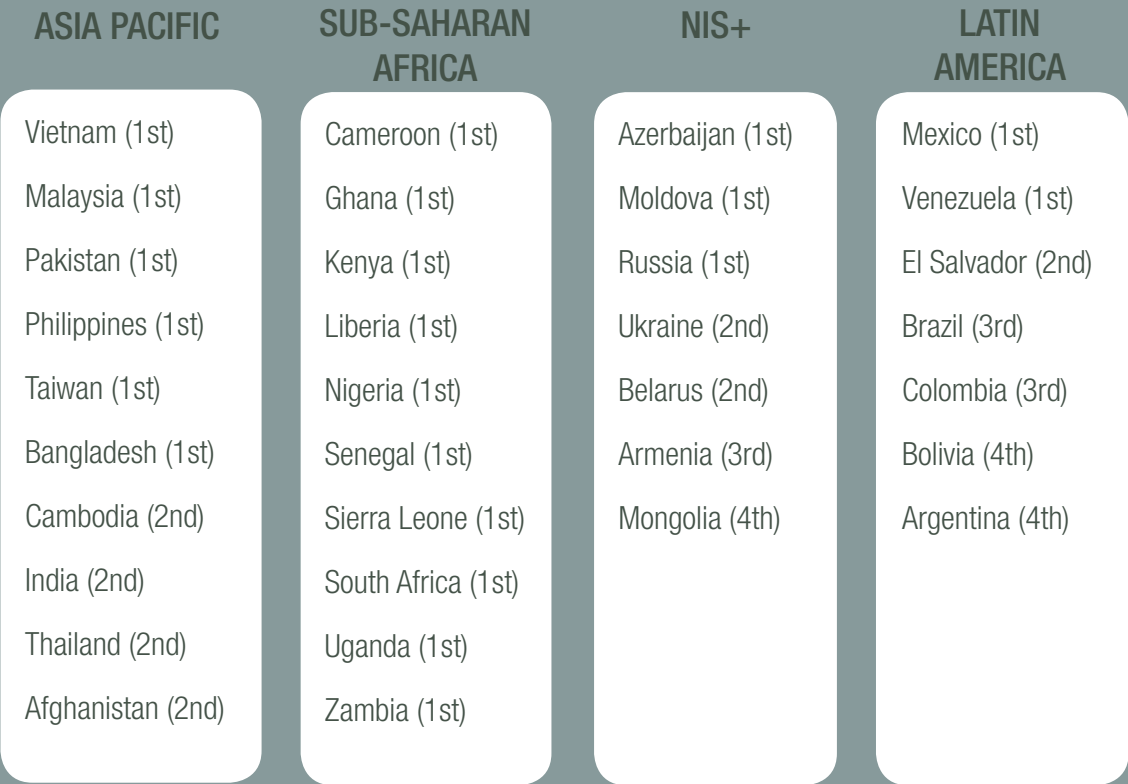 ASIA PACIFIC
Vietnam (1st)
Malaysia (1st)
Pakistan (1st)
Philippines (1st)
Taiwan (1st)
Bangladesh (1st)
Cambodia (2nd)
India (2nd)
Thailand (2nd)
Afghanistan (2nd)
SUB-SAHARAN
AFRICA
Cameroon (1st)
Ghana (1st)
Kenya (1st)
Liberia (1st)
Nigeria (1st)
Senegal (1st)
Sierra Leone (1st)
South Africa (1st)
Uganda (1st)
Zambia (1st)
NIS+
Azerbaijan (1st)
Moldova (1st)
Russia (1st)
Ukraine (2nd)
Belarus (2nd)
Armenia (3rd)
Mongolia (4th)
LATIN
AMERICA
Mexico (1st)
Venezuela (1st)
El Salvador (2nd)
Brazil (3rd)
Colombia (3rd)
Bolivia (4th)
Argentina (4th)